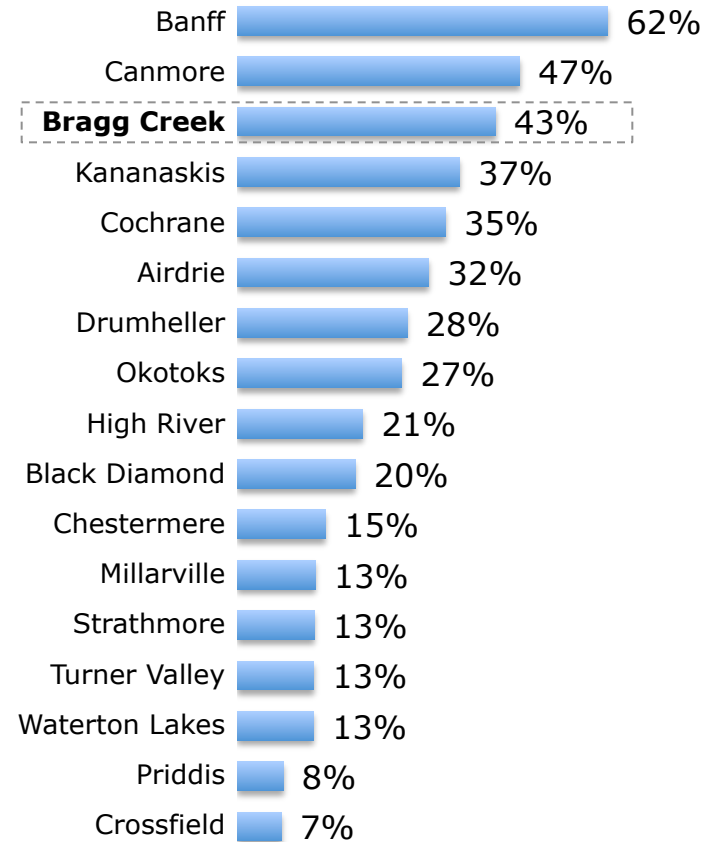 Banff 62%
Canmore 47%
Bragg Creek 43%
Kananaskis 37%
Cochrane 35%
Airdrie 32%
Drumheller 28%
Okotoks 27%
High River 21%
Black Diamond 20%
Chestermere 15%
Millarville 13%
Strathmore 13%
Turner Valley 13%
Waterton Lakes 13%
Priddis 8%
Crossfield 7%